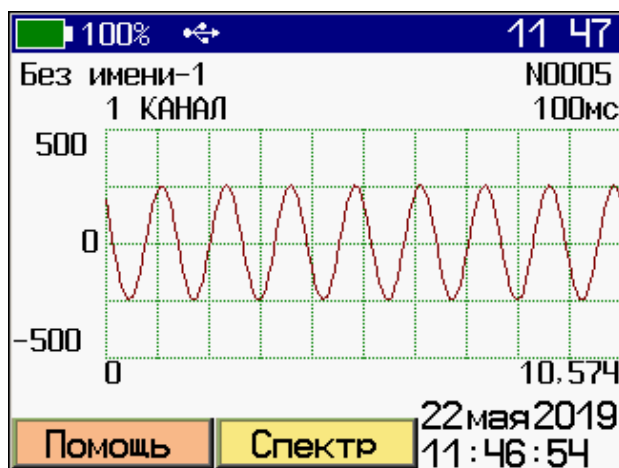 100% 11 47
Без имени-1 N0005
1 КАНАЛ 100мс
500
0
-500
0 10,574
22мая2019
Помощь Спектр 11:46:54